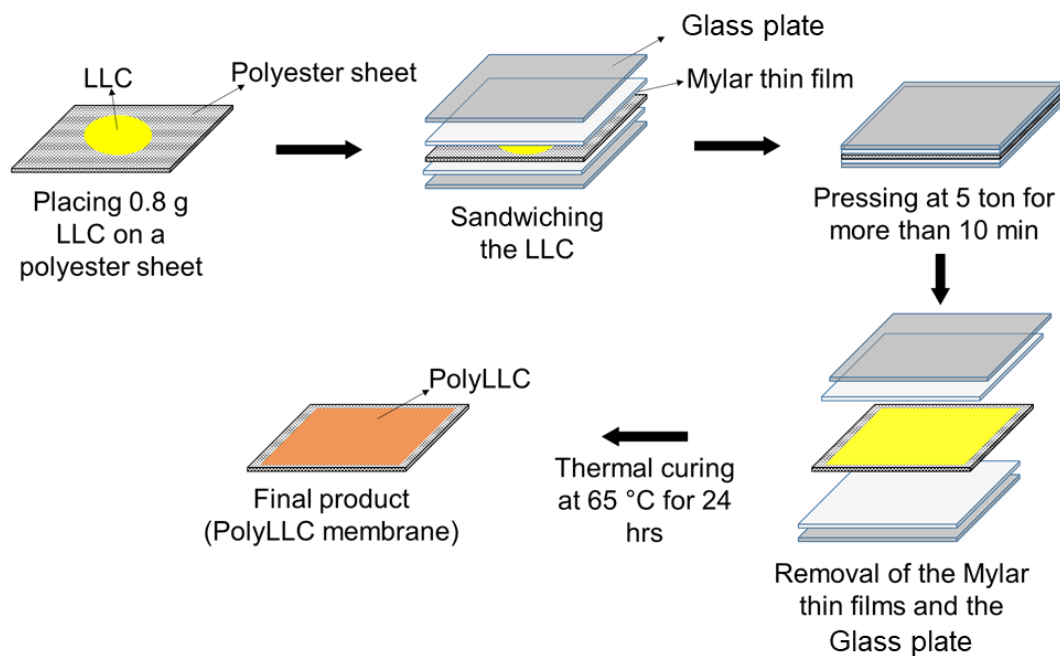 LLC
Polyester sheet
Placing 0.8 g
LLC on a
polyester sheet
Glass plate
Mylar thin film
Sandwiching
the LLC
Pressing at 5 ton for
more than 10 min
Removal of the Mylar
thin films and the
Glass plate
Thermal curing
at 65 °C for 24
hrs
PolyLLC
Final product
(PolyLLC membrane)